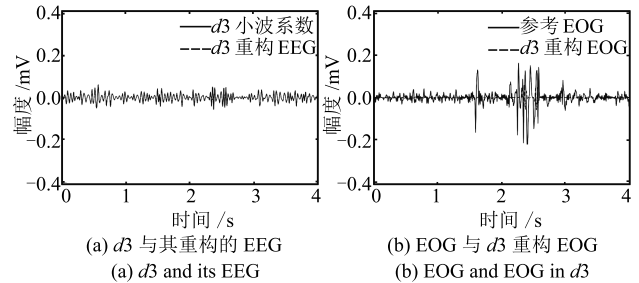 0.4
0.2
0.0
−0.2
−0.4
幅度 /mV
d3 小波系数
d3 重构 EEG
0 1 2 3 4
时间 /s
(a) d3 与其重构的 EEG
(a) d3 and its EEG
0.4
0.2
0.0
−0.2
−0.4
幅度 /mV
参考 EOG
d3 重构 EOG
0 1 2 3 4
时间 /s
(b) EOG 与 d3 重构 EOG
(b) EOG and EOG in d3